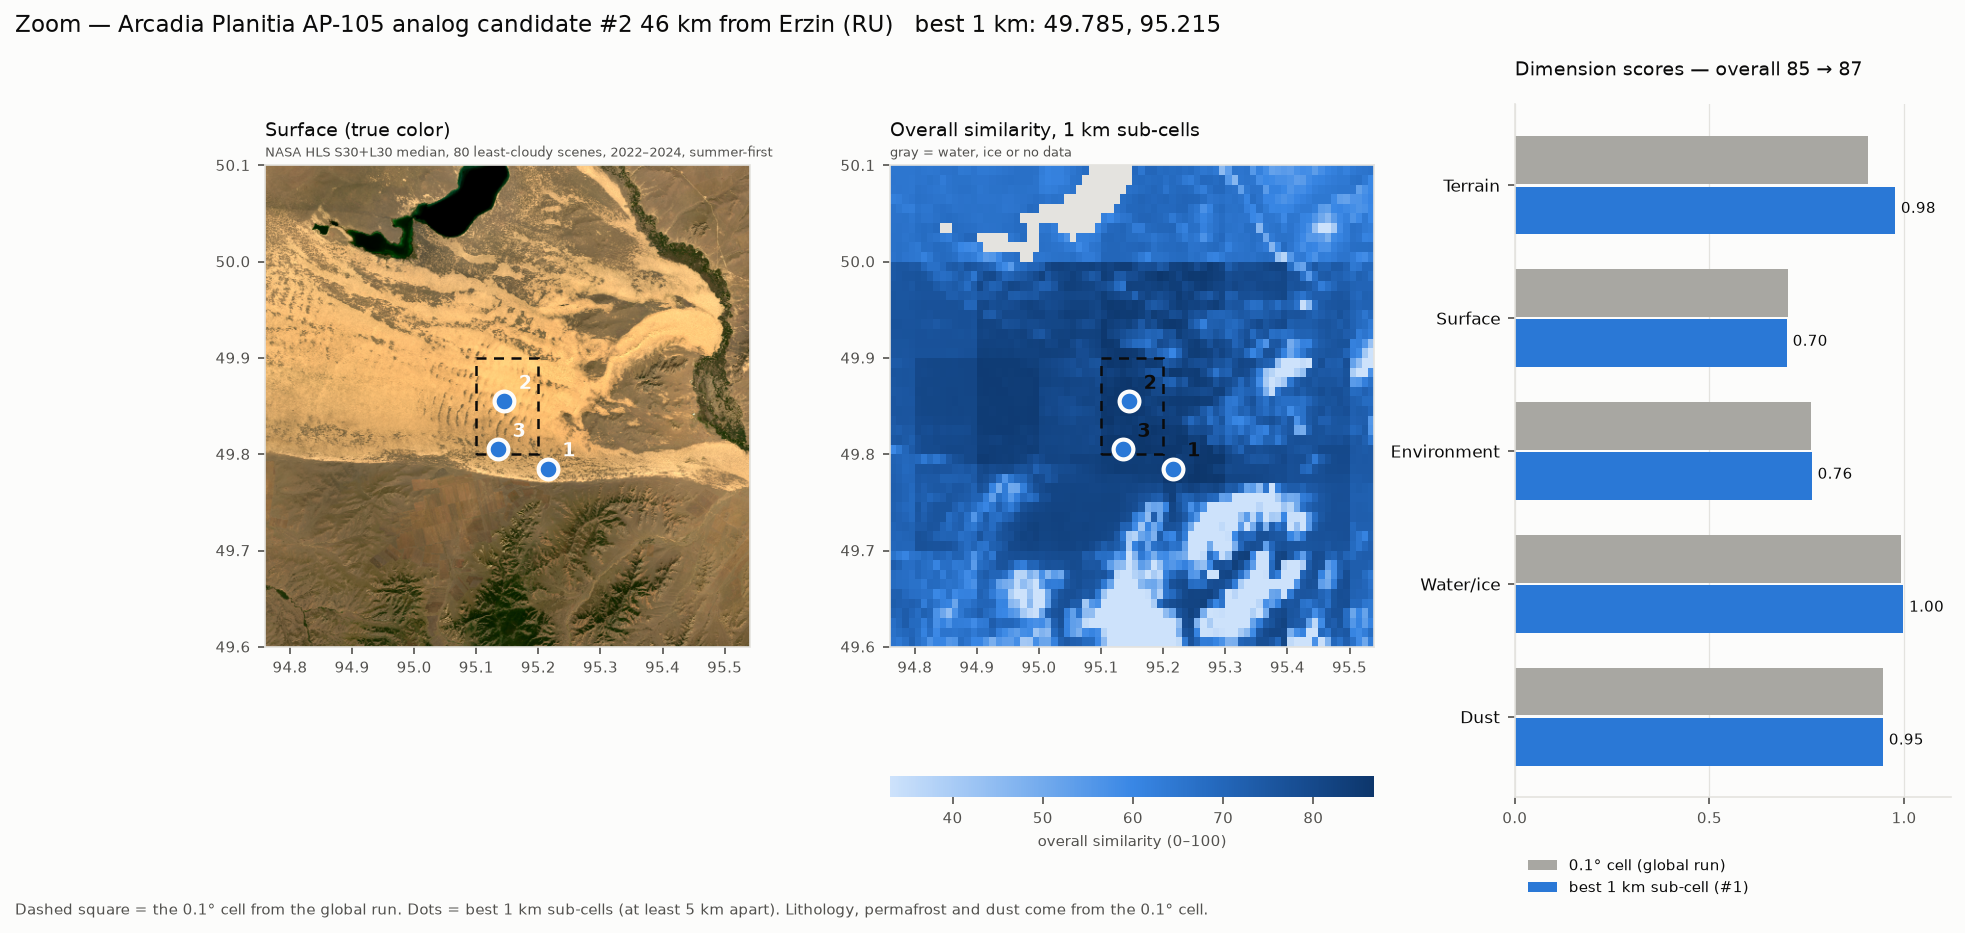 Zoom — Arcadia Planitia AP-105 analog candidate #2 46 km from Erzin (RU)   best 1 km: 49.785, 95.215
Surface (true color)
NASA HLS S30+L30 median, 80 least-cloudy scenes, 2022–2024, summer-first
50.1
50.0
49.9
49.8
49.7
49.6
94.8 94.9 95.0 95.1 95.2 95.3 95.4 95.5
2
3
1
Overall similarity, 1 km sub-cells
gray = water, ice or no data
50.1
50.0
49.9
49.8
49.7
49.6
94.8 94.9 95.0 95.1 95.2 95.3 95.4 95.5
2
3
1
40 50 60 70 80
overall similarity (0–100)
Dimension scores — overall 85 → 87
Terrain 0.98
Surface 0.70
Environment 0.76
Water/ice 1.00
Dust 0.95
0.0 0.5 1.0
0.1° cell (global run)
best 1 km sub-cell (#1)
Dashed square = the 0.1° cell from the global run. Dots = best 1 km sub-cells (at least 5 km apart). Lithology, permafrost and dust come from the 0.1° cell.